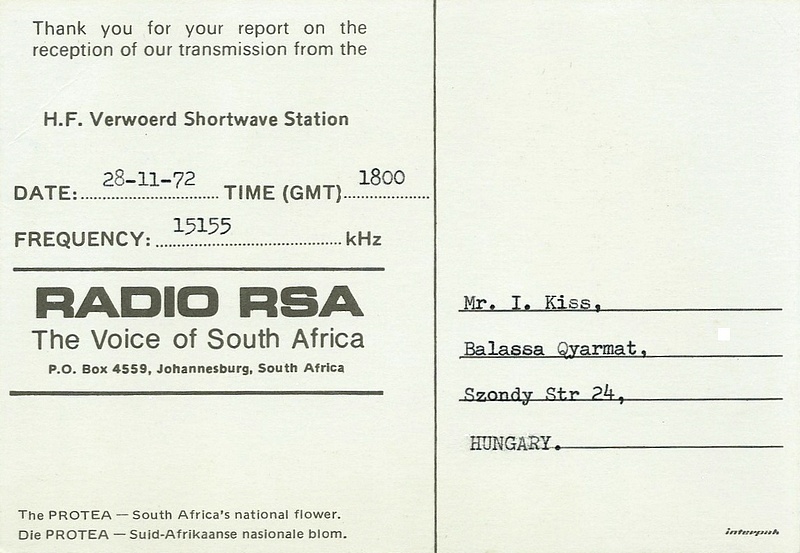 Thank you for your report on the
reception of our transmission from the
H.F. Verwoerd Shortwave Station
DATE: 28-11-72 TIME (GMT) 1800
FREQUENCY: 15155 kHz
RADIO RSA
The Voice of South Africa
P.O. Box 4559, Johannesburg, South Africa
The PROTEA — South Africa's national flower.
Die PROTEA — Suid-Afrikaanse nasionale blom.
Mr. I. Kiss,
Balassa Qyarmat,
Szondy Str 24,
HUNGARY.
interpub